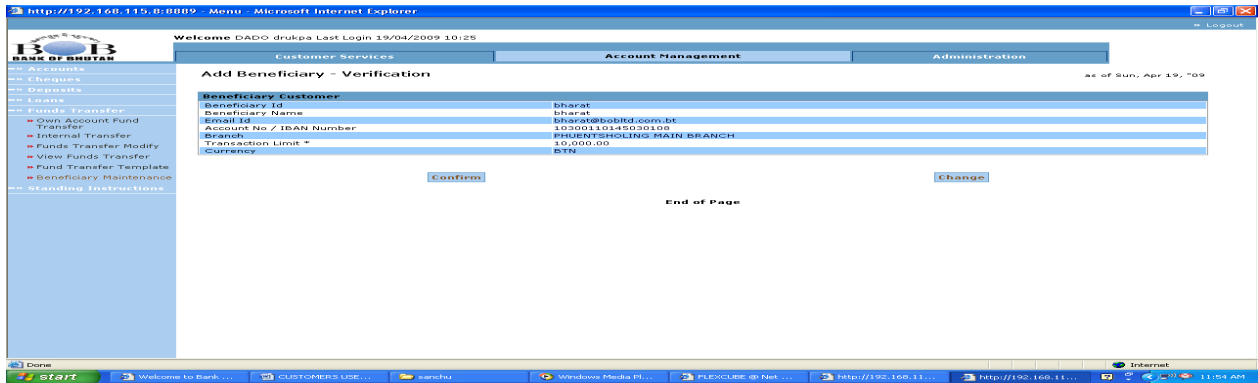 http://192.168.115.8:8889 - Menu - Microsoft Internet Explorer
Logout
BOB
BANK OF BHUTAN
Welcome DADO drukpa Last Login 19/04/2009 10:25
Customer Services Account Management Administration
Accounts
Cheques
Deposits
Loans
Funds Transfer
Own Account Fund
Transfer
Internal Transfer
Funds Transfer Modify
View Funds Transfer
Fund Transfer Template
Beneficiary Maintenance
Standing Instructions
Add Beneficiary - Verification
as of Sun, Apr 19, "09
Beneficiary Customer
Beneficiary Id bharat
Beneficiary Name bharat
Email Id bharat@bobltd.com.bt
Account No / IBAN Number 10300110145030108
Branch PHUENTSHOLING MAIN BRANCH
Transaction Limit * 10,000.00
Currency BTN
Confirm Change
End of Page
Done Internet
start Welcome to Bank ... CUSTOMERS USE... sanchu Windows Media Pl... FLEXCUBE @ Net ... http://192.168.11... http://192.168.11... 11:54 AM